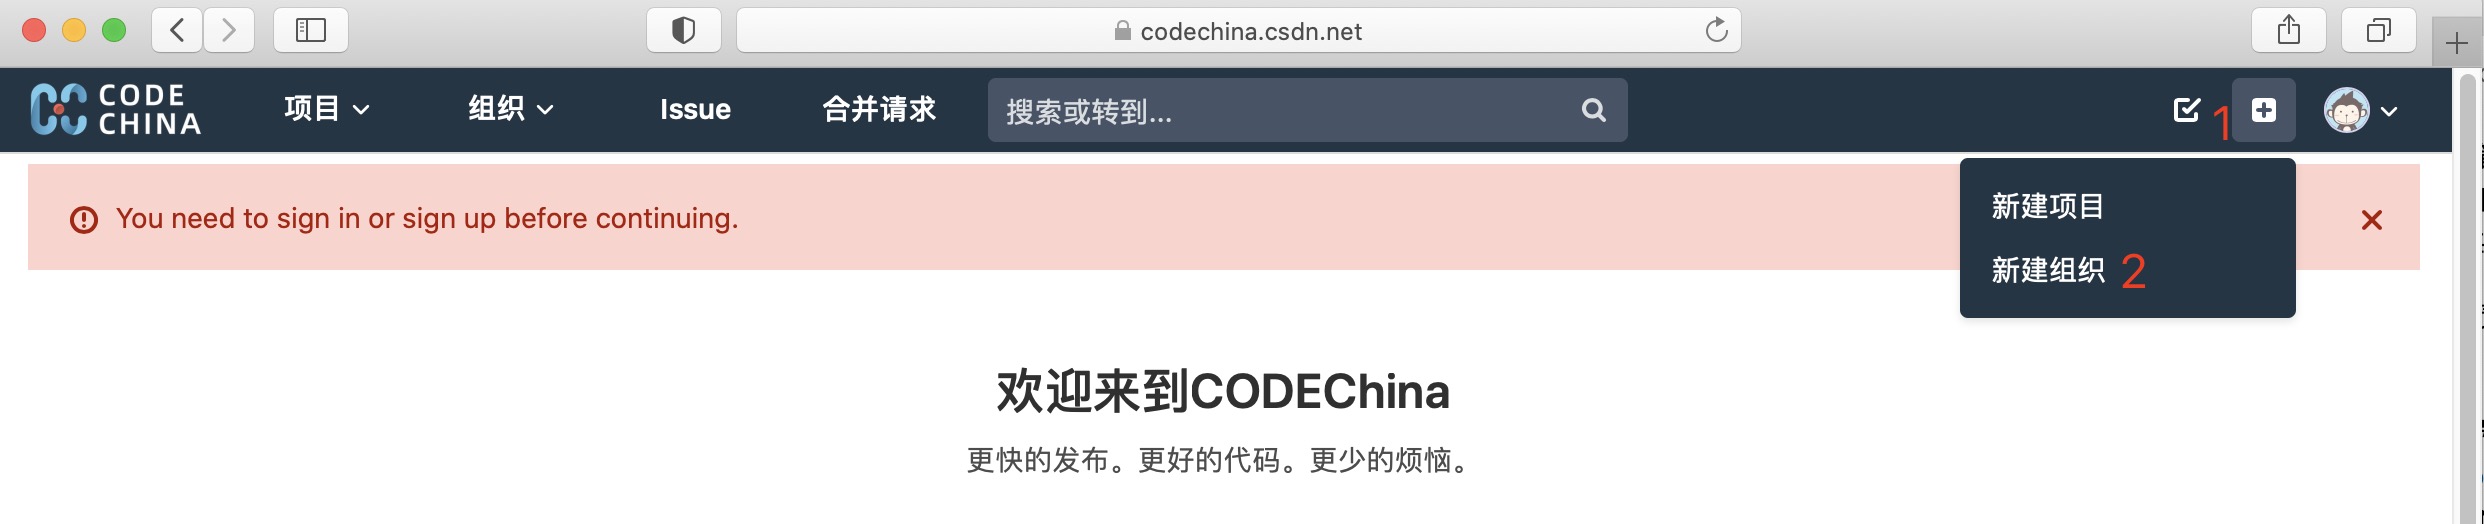 codechina.csdn.net
CODE CHINA
项目
组织
Issue
合并请求
搜索或转到...
1
You need to sign in or sign up before continuing.
新建项目
新建组织 2
欢迎来到CODEChina
更快的发布。更好的代码。更少的烦恼。